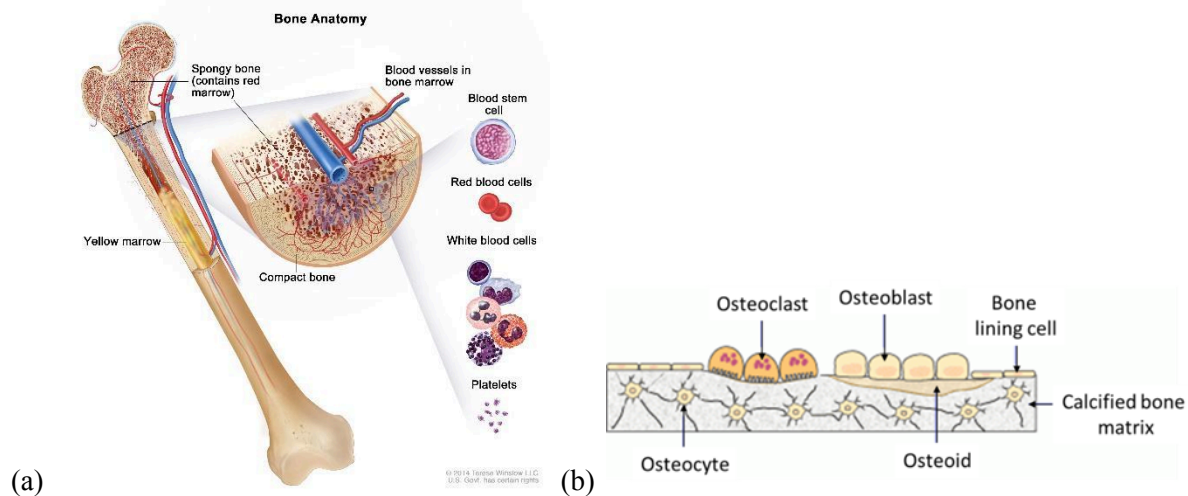 Bone Anatomy
Spongy bone
(contains red
marrow)
Blood vessels in
bone marrow
Blood stem
cell
Red blood cells
White blood cells
Yellow marrow
Compact bone
Platelets
© 2014 Terese Winslow LLC
U.S. Govt. has certain rights
(a)
Osteoclast
Osteoblast
Bone
lining cell
Calcified bone
matrix
Osteocyte
Osteoid
(b)